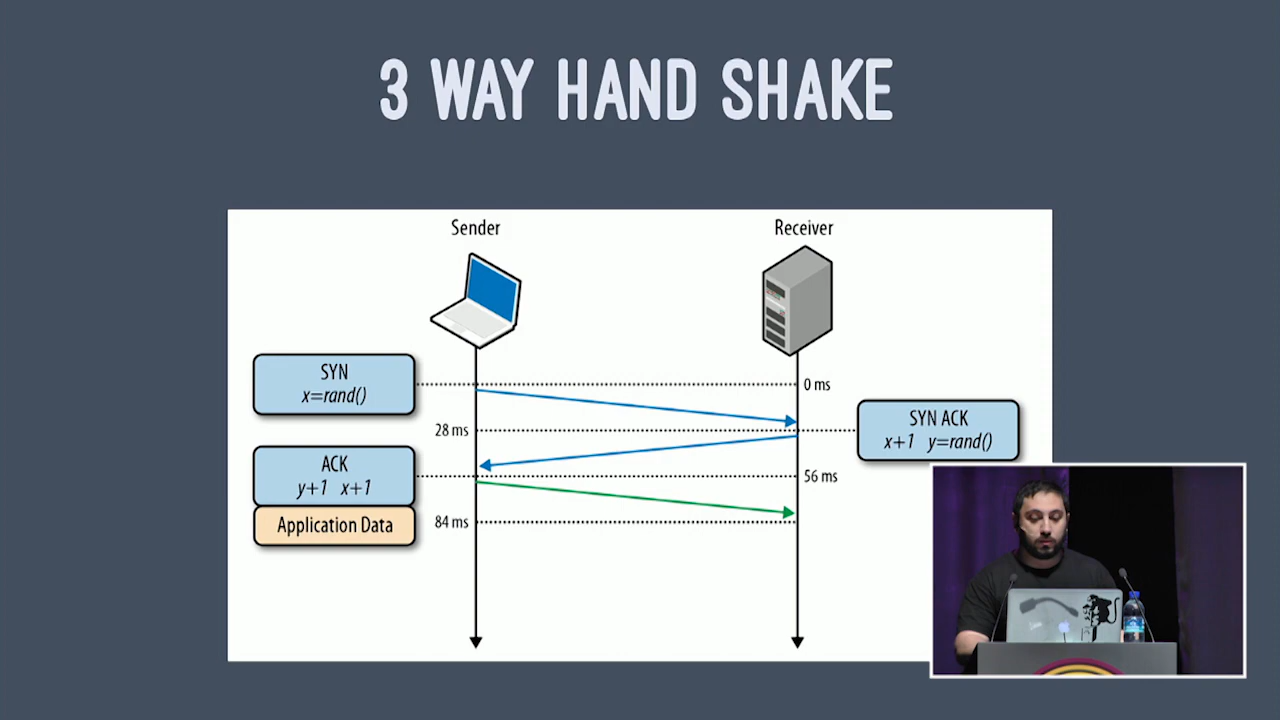 3 WAY HAND SHAKE
Sender
Receiver
SYN
x=rand()
0 ms
28 ms
SYN ACK
x+1 y=rand()
ACK
y+1 x+1
56 ms
Application Data
84 ms